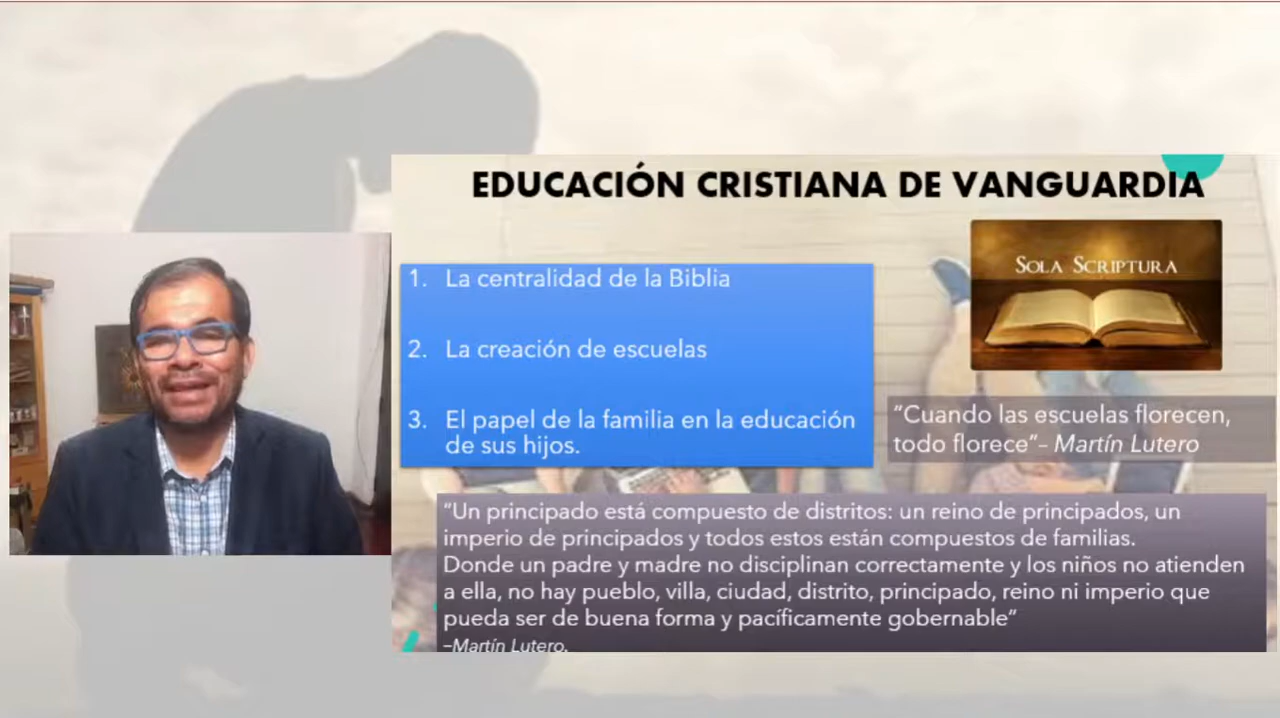 EDUCACIÓN CRISTIANA DE VANGUARDIA
SOLA SCRIPTURA
1. La centralidad de la Biblia
2. La creación de escuelas
3. El papel de la familia en la educación
de sus hijos.
“Cuando las escuelas florecen,
todo florece”– Martín Lutero
“Un principado está compuesto de distritos: un reino de principados, un
imperio de principados y todos estos están compuestos de familias.
Donde un padre y madre no disciplinan correctamente y los niños no atienden
a ella, no hay pueblo, villa, ciudad, distrito, principado, reino ni imperio que
pueda ser de buena forma y pacíficamente gobernable”
–Martín Lutero.